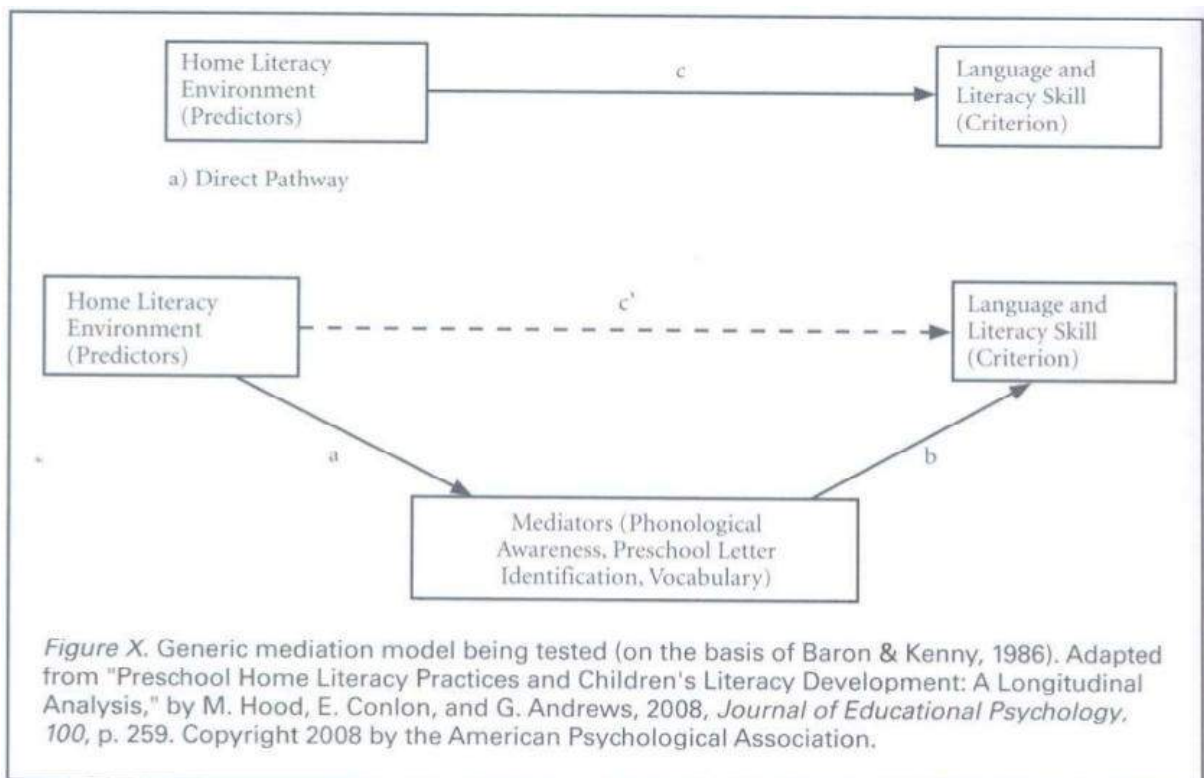 Home Literacy
Environment
(Predictors)
c
Language and
Literacy Skill
(Criterion)
a) Direct Pathway
Home Literacy
Environment
(Predictors)
c'
Language and
Literacy Skill
(Criterion)
a
b
Mediators (Phonological
Awareness, Preschool Letter
Identification, Vocabulary)
Figure X. Generic mediation model being tested (on the basis of Baron & Kenny, 1986). Adapted
from "Preschool Home Literacy Practices and Children's Literacy Development: A Longitudinal
Analysis," by M. Hood, E. Conlon, and G. Andrews, 2008, Journal of Educational Psychology,
100, p. 259. Copyright 2008 by the American Psychological Association.